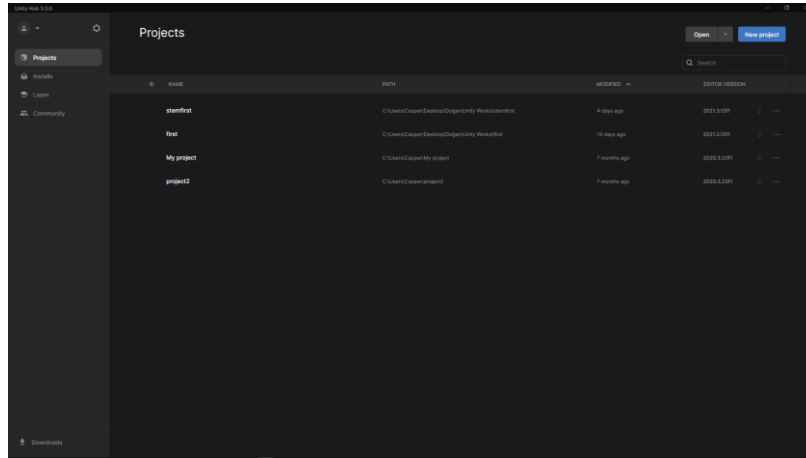 Unity Hub 3.3.0
Projects
Open
New project
Projects
Installs
Learn
Community
Search
NAME PATH MODIFIED EDITOR VERSION
stemfirst C:\Users\Casper\Desktop\Doğan\Unity Works\stemfirst 4 days ago 2021.3.13f1
first C:\Users\Casper\Desktop\Doğan\Unity Works\first 14 days ago 2021.3.13f1
My project C:\Users\Casper\My project 7 months ago 2020.3.33f1
project2 C:\Users\Casper\project2 7 months ago 2020.3.33f1
Downloads